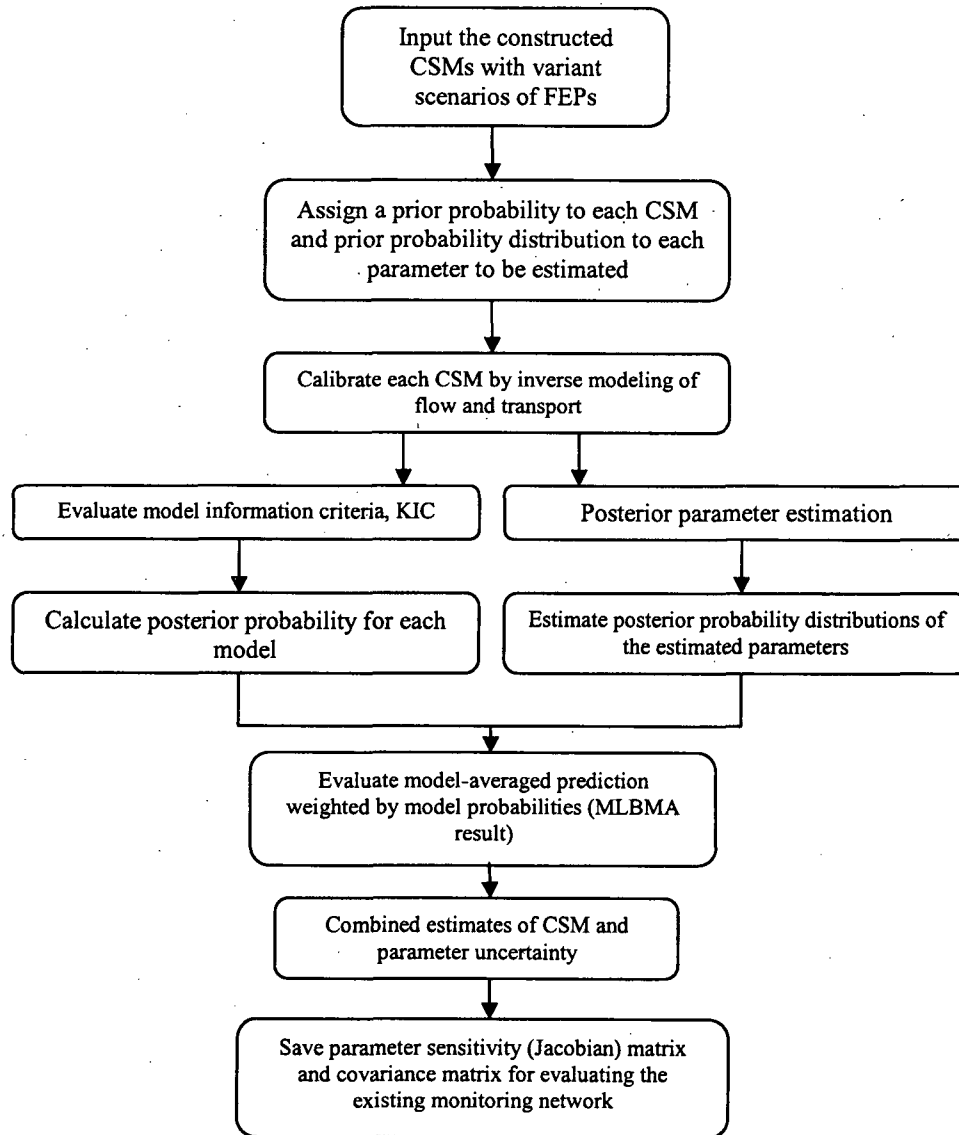 Input the constructed
CSMs with variant
scenarios of FEPs
Assign a prior probability to each CSM
and prior probability distribution to each
parameter to be estimated
Calibrate each CSM by inverse modeling of
flow and transport
Evaluate model information criteria, KIC
Posterior parameter estimation
Calculate posterior probability for each
model
Estimate posterior probability distributions of
the estimated parameters
Evaluate model-averaged prediction
weighted by model probabilities (MLBMA
result)
Combined estimates of CSM and
parameter uncertainty
Save parameter sensitivity (Jacobian) matrix
and covariance matrix for evaluating the
existing monitoring network